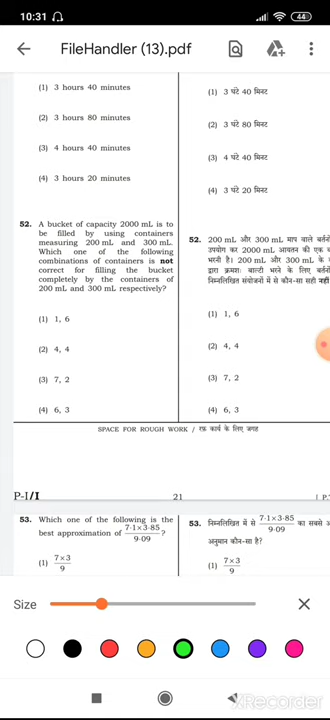 10:31
44
FileHandler (13).pdf
(1) 3 hours 40 minutes
(2) 3 hours 80 minutes
(3) 4 hours 40 minutes
(4) 3 hours 20 minutes
52. A bucket of capacity 2000 mL is to
be filled by using containers
measuring 200 mL and 300 mL.
Which one of the following
combinations of containers is not
correct for filling the bucket
completely by the containers of
200 mL and 300 mL respectively?
(1) 1, 6
(2) 4, 4
(3) 7, 2
(4) 6, 3
(1) 3 घंटे 40 मिनट
(2) 3 घंटे 80 मिनट
(3) 4 घंटे 40 मिनट
(4) 3 घंटे 20 मिनट
52. 200 mL और 300 mL माप वाले बर्तनों
उपयोग कर 2000 mL आयतन की एक
भरनी है। 200 mL और 300 mL के
द्वारा क्रमशः बाल्टी भरने के लिए बर्तनों
निम्नलिखित संयोजनों में से कौन-सा सही नहीं
(1) 1, 6
(2) 4, 4
(3) 7, 2
(4) 6, 3
SPACE FOR ROUGH WORK / रफ़ कार्य के लिए जगह
P-I/I
21
[ P.
53. Which one of the following is the
best approximation of 7·1×3·85/9·09?
(1) 7×3/9
53. निम्नलिखित में से 7·1×3·85/9·09 का सबसे
अनुमान कौन-सा है?
(1) 7×3/9
Size
XRecorder